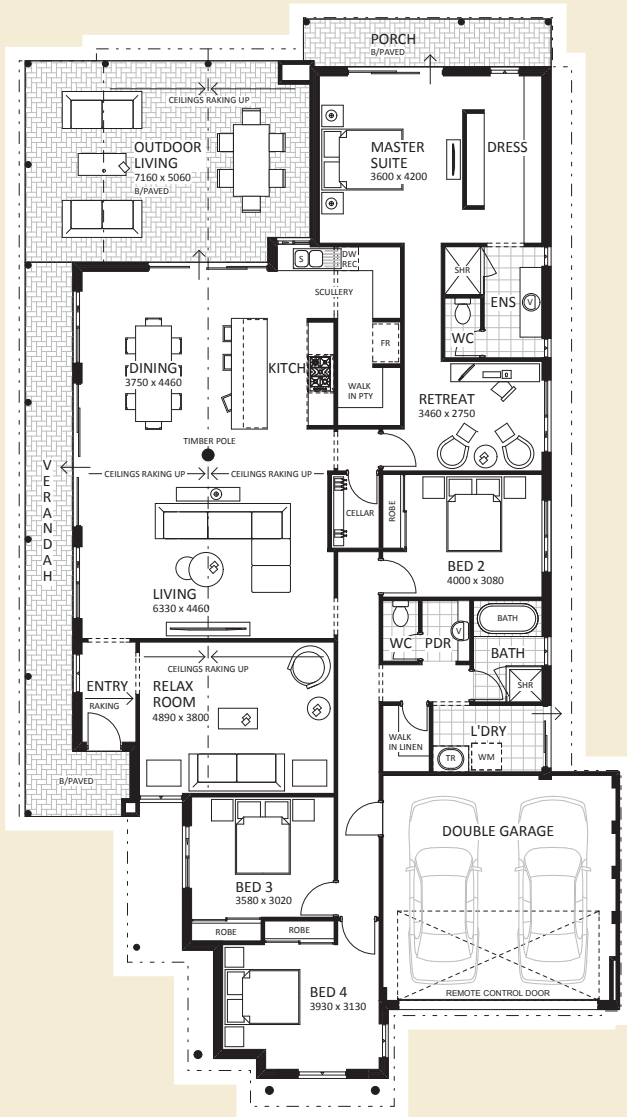 PORCH
B/PAVED
CEILINGS RAKING UP
OUTDOOR
LIVING
7160 x 5060
B/PAVED
MASTER
SUITE
3600 x 4200
DRESS
S
DW
REC
SCULLERY
SHR
ENS
V
WC
FR
DINING
3750 x 4460
KITCH
WALK
IN PTY
RETREAT
3460 x 2750
TIMBER POLE
VERANDAH
CEILINGS RAKING UP
CEILINGS RAKING UP
CELLAR
ROBE
BED 2
4000 x 3080
LIVING
6330 x 4460
WC
PDR
V
BATH
BATH
SHR
CEILINGS RAKING UP
ENTRY
RAKING
RELAX
ROOM
4890 x 3800
WALK
IN LINEN
L'DRY
TR
WM
B/PAVED
DOUBLE GARAGE
BED 3
3580 x 3020
ROBE
ROBE
BED 4
3930 x 3130
REMOTE CONTROL DOOR